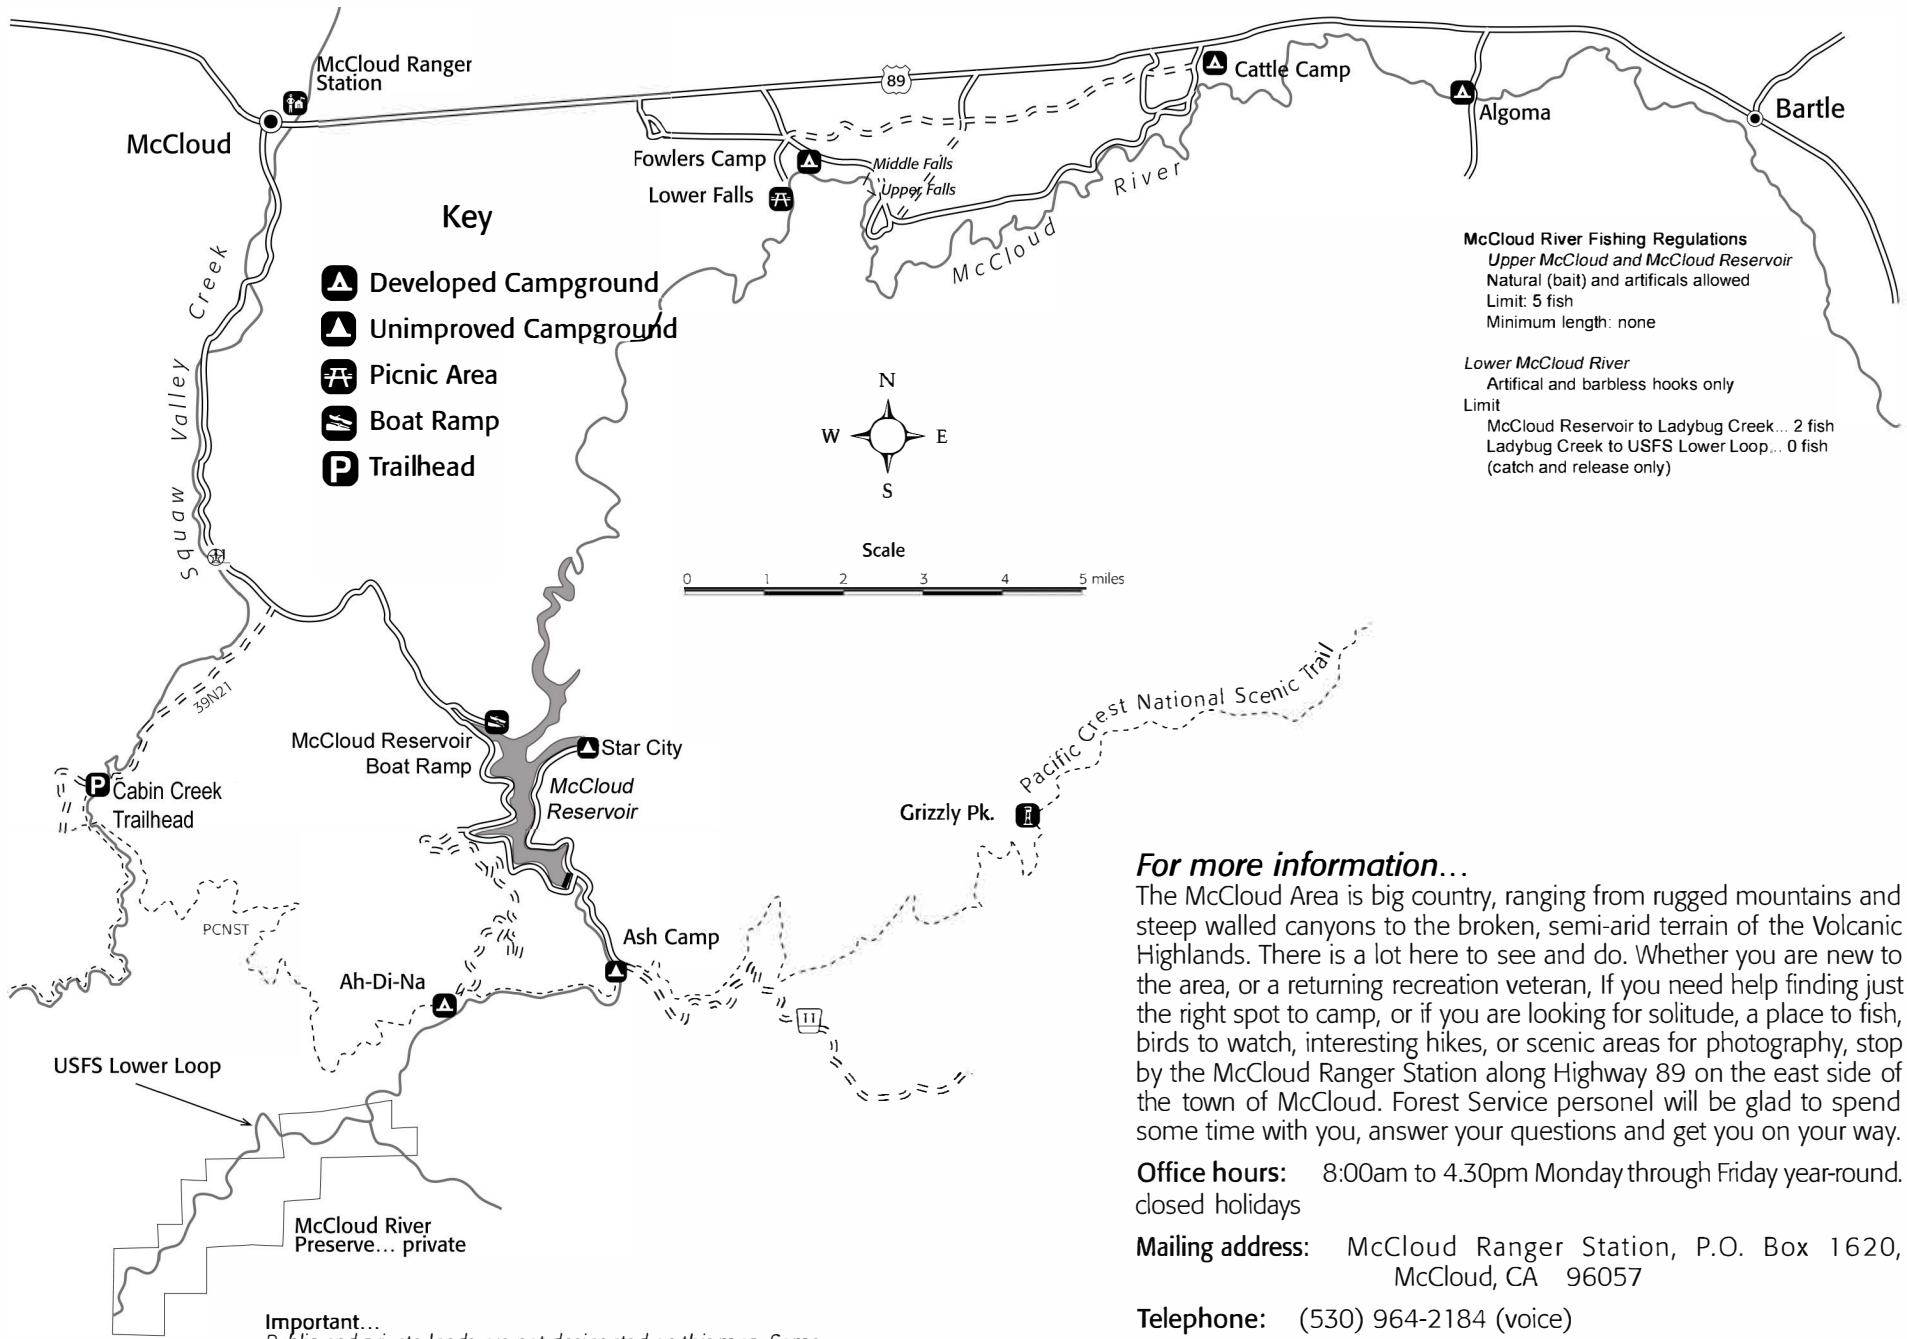 McCloud Ranger
Station
McCloud
89
Cattle Camp
Algoma
Bartle
Fowlers Camp
Lower Falls
Middle Falls
Upper Falls
McCloud River
Squaw Valley Creek
Key
Developed Campground
Unimproved Campground
Picnic Area
Boat Ramp
P Trailhead
N
W E
S
Scale
0 1 2 3 4 5 miles
McCloud River Fishing Regulations
Upper McCloud and McCloud Reservoir
Natural (bait) and artificals allowed
Limit: 5 fish
Minimum length: none
Lower McCloud River
Artifical and barbless hooks only
Limit
McCloud Reservoir to Ladybug Creek... 2 fish
Ladybug Creek to USFS Lower Loop... 0 fish
(catch and release only)
11
39N21
McCloud Reservoir
Boat Ramp
Star City
McCloud
Reservoir
P
Cabin Creek
Trailhead
PCNST
Pacific Crest National Scenic Trail
Grizzly Pk.
Ash Camp
Ah-Di-Na
11
USFS Lower Loop
McCloud River
Preserve... private
Important...
For more information...
The McCloud Area is big country, ranging from rugged mountains and
steep walled canyons to the broken, semi-arid terrain of the Volcanic
Highlands. There is a lot here to see and do. Whether you are new to
the area, or a returning recreation veteran, If you need help finding just
the right spot to camp, or if you are looking for solitude, a place to fish,
birds to watch, interesting hikes, or scenic areas for photography, stop
by the McCloud Ranger Station along Highway 89 on the east side of
the town of McCloud. Forest Service personel will be glad to spend
some time with you, answer your questions and get you on your way.
Office hours: 8:00am to 4.30pm Monday through Friday year-round.
closed holidays
Mailing address: McCloud Ranger Station, P.O. Box 1620,
McCloud, CA 96057
Telephone: (530) 964-2184 (voice)